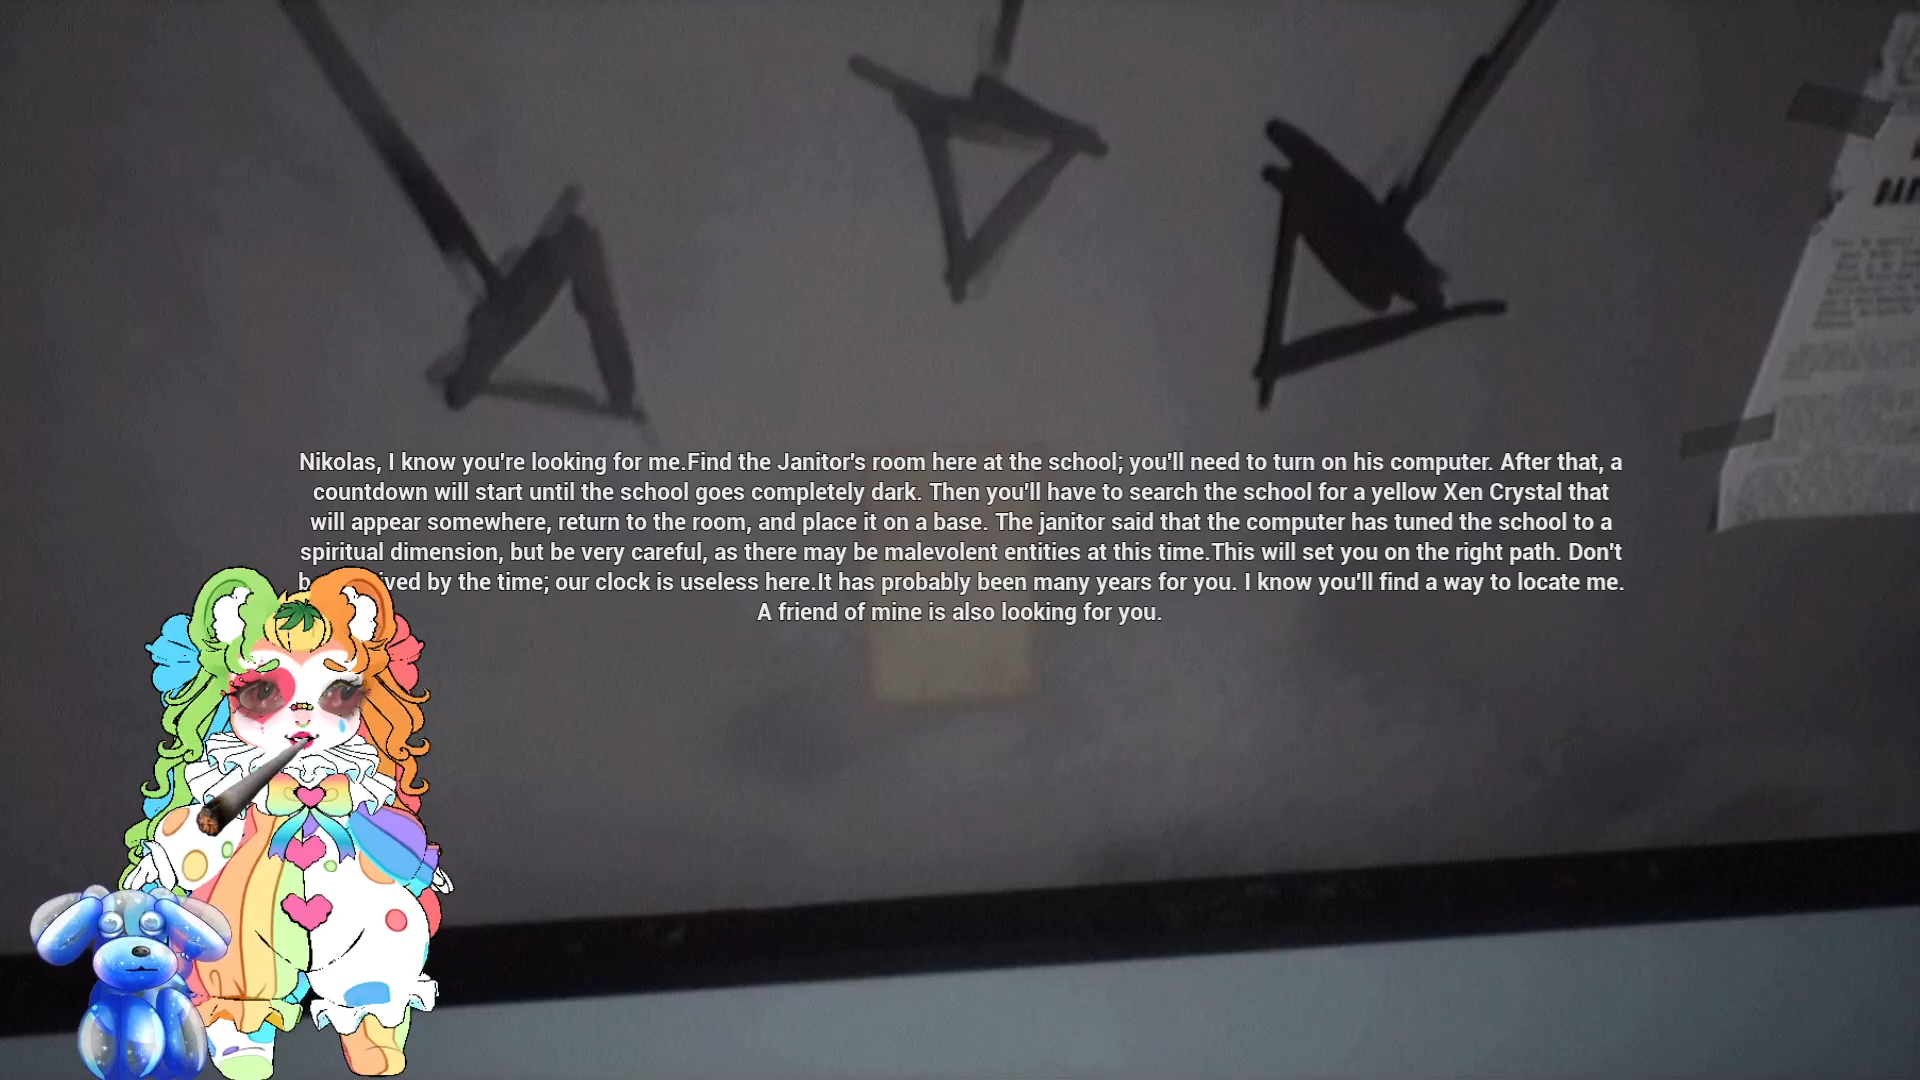 Nikolas, I know you're looking for me.Find the Janitor's room here at the school; you'll need to turn on his computer. After that, a
countdown will start until the school goes completely dark. Then you'll have to search the school for a yellow Xen Crystal that
will appear somewhere, return to the room, and place it on a base. The janitor said that the computer has tuned the school to a
spiritual dimension, but be very careful, as there may be malevolent entities at this time.This will set you on the right path. Don't
by the time; our clock is useless here.It has probably been many years for you. I know you'll find a way to locate me.
A friend of mine is also looking for you.